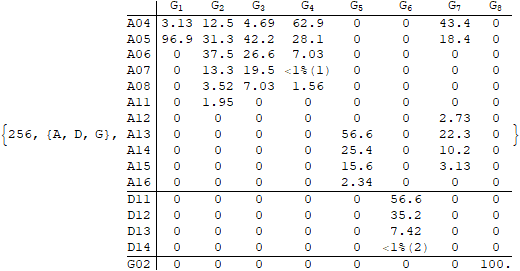 G₁ G₂ G₃ G₄ G₅ G₆ G₇ G₈
A04 3.13 12.5 4.69 62.9 0 0 43.4 0
A05 96.9 31.3 42.2 28.1 0 0 18.4 0
A06 0 37.5 26.6 7.03 0 0 0 0
A07 0 13.3 19.5 <1%(1) 0 0 0 0
A08 0 3.52 7.03 1.56 0 0 0 0
A11 0 1.95 0 0 0 0 0 0
A12 0 0 0 0 0 0 2.73 0
{256, {A, D, G}, A13 0 0 0 0 56.6 0 22.3 0 }
A14 0 0 0 0 25.4 0 10.2 0
A15 0 0 0 0 15.6 0 3.13 0
A16 0 0 0 0 2.34 0 0 0
D11 0 0 0 0 0 56.6 0 0
D12 0 0 0 0 0 35.2 0 0
D13 0 0 0 0 0 7.42 0 0
D14 0 0 0 0 0 <1%(2) 0 0
G02 0 0 0 0 0 0 0 100.